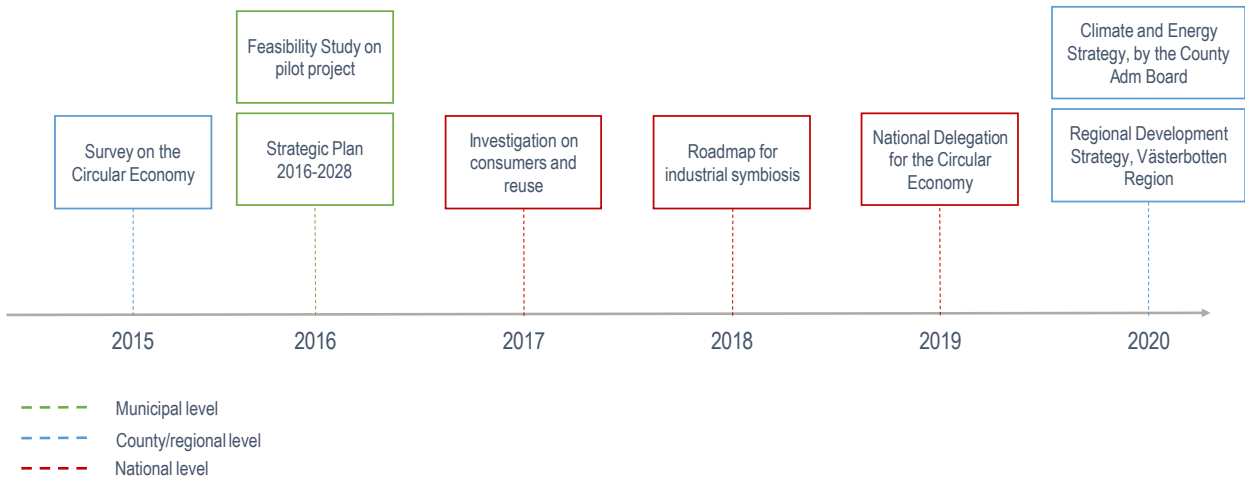 Feasibility Study on
pilot project
Climate and Energy
Strategy, by the County
Adm Board
Survey on the
Circular Economy
Strategic Plan
2016-2028
Investigation on
consumers and
reuse
Roadmap for
industrial symbiosis
National Delegation
for the Circular
Economy
Regional Development
Strategy, Västerbotten
Region
2015
2016
2017
2018
2019
2020
Municipal level
County/regional level
National level